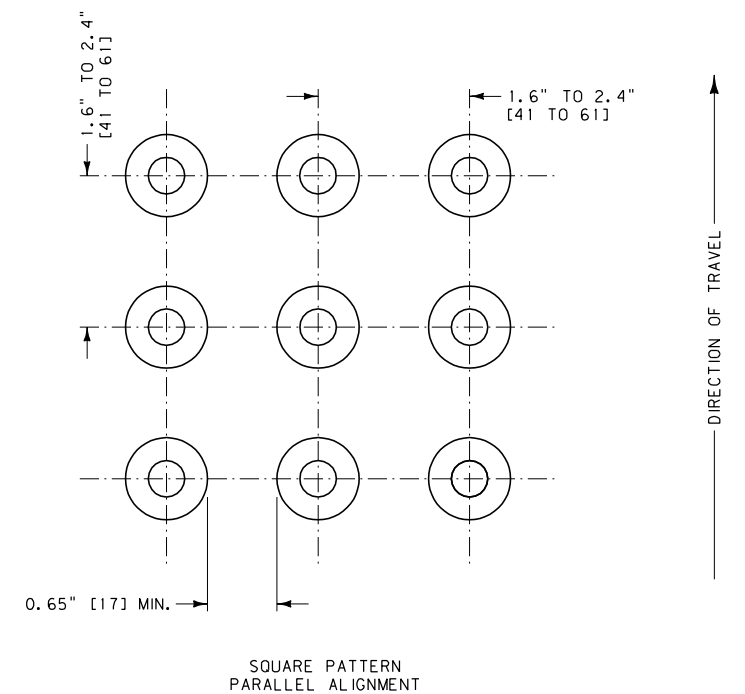 1.6" TO 2.4"
[41 TO 61]
1.6" TO 2.4"
[41 TO 61]
DIRECTION OF TRAVEL
0.65" [17] MIN.
SQUARE PATTERN
PARALLEL ALIGNMENT